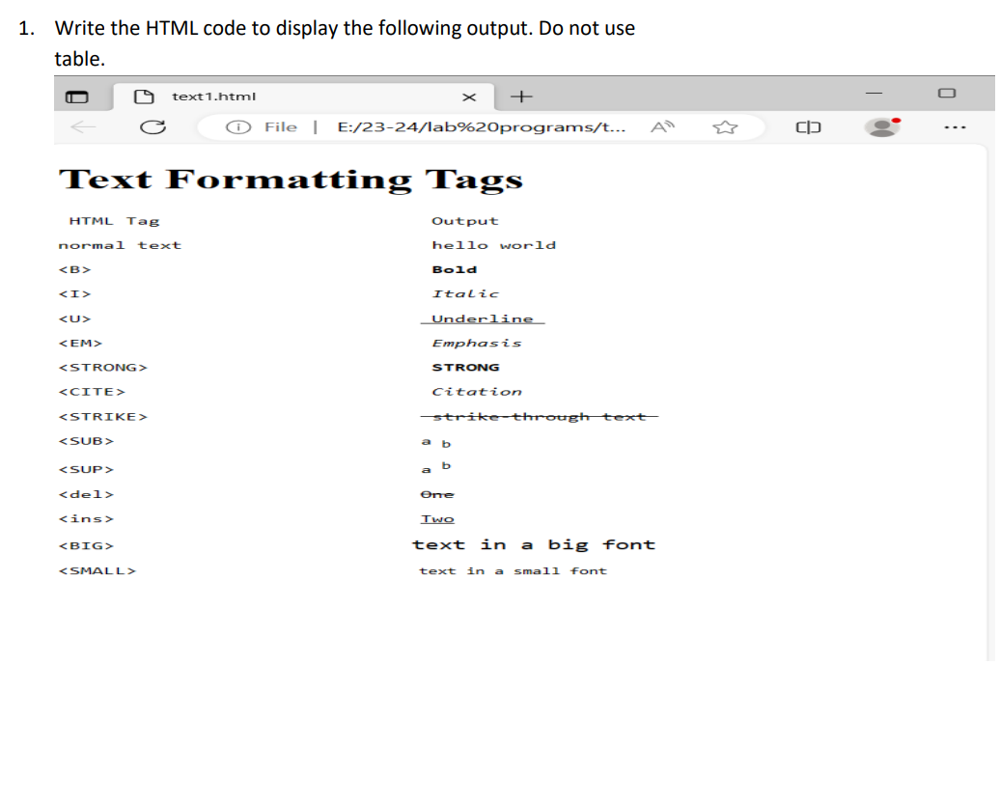 1. Write the HTML code to display the following output. Do not use
table.
text1.html
File | E:/23-24/lab%20programs/t...
Text Formatting Tags
HTML Tag Output
normal text hello world
<B> Bold
<I> Italic
<U> Underline
<EM> Emphasis
<STRONG> STRONG
<CITE> Citation
<STRIKE> strike-through text
<SUB> a b
<SUP> a b
<del> One
<ins> Two
<BIG> text in a big font
<SMALL> text in a small font